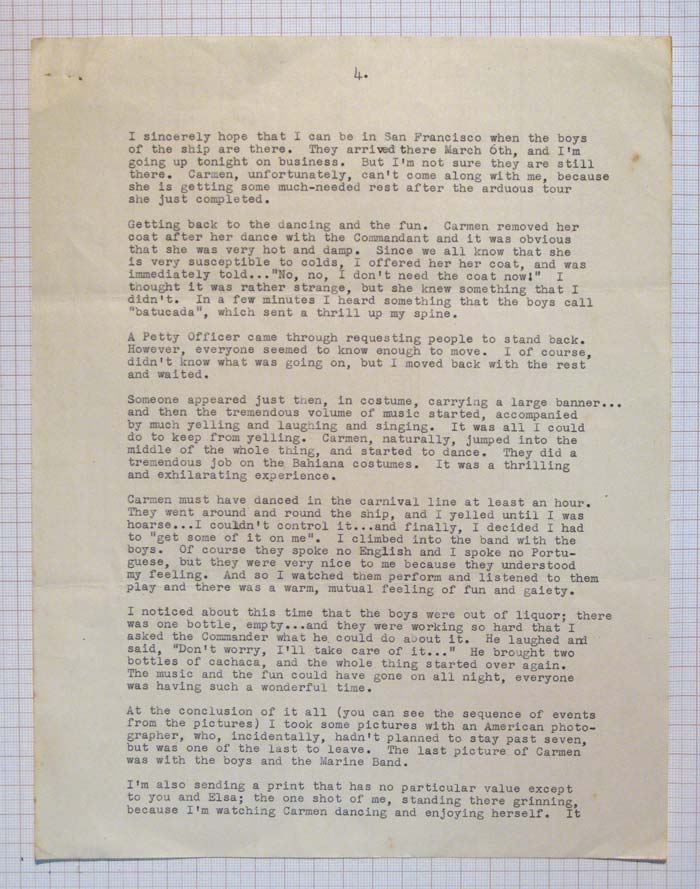 4.
I sincerely hope that I can be in San Francisco when the boys
of the ship are there. They arrived there March 6th, and I'm
going up tonight on business. But I'm not sure they are still
there. Carmen, unfortunately, can't come along with me, because
she is getting some much-needed rest after the arduous tour
she just completed.
Getting back to the dancing and the fun. Carmen removed her
coat after her dance with the Commandant and it was obvious
that she was very hot and damp. Since we all know that she
is very susceptible to colds, I offered her her coat, and was
immediately told..."No, no, I don't need the coat now!" I
thought it was rather strange, but she knew something that I
didn't. In a few minutes I heard something that the boys call
"batucada", which sent a thrill up my spine.
A Petty Officer came through requesting people to stand back.
However, everyone seemed to know enough to move. I of course,
didn't know what was going on, but I moved back with the rest
and waited.
Someone appeared just then, in costume, carrying a large banner...
and then the tremendous volume of music started, accompanied
by much yelling and laughing and singing. It was all I could
do to keep from yelling. Carmen, naturally, jumped into the
middle of the whole thing, and started to dance. They did a
tremendous job on the Bahiana costumes. It was a thrilling
and exhilarating experience.
Carmen must have danced in the carnival line at least an hour.
They went around and round the ship, and I yelled until I was
hoarse...I couldn't control it...and finally, I decided I had
to "get some of it on me". I climbed into the band with the
boys. Of course they spoke no English and I spoke no Portu-
guese, but they were very nice to me because they understood
my feeling. And so I watched them perform and listened to them
play and there was a warm, mutual feeling of fun and gaiety.
I noticed about this time that the boys were out of liquor; there
was one bottle, empty...and they were working so hard that I
asked the Commander what he could do about it. He laughed and
said, "Don't worry, I'll take care of it..." He brought two
bottles of cachaca, and the whole thing started over again.
The music and the fun could have gone on all night, everyone
was having such a wonderful time.
At the conclusion of it all (you can see the sequence of events
from the pictures) I took some pictures with an American photo-
grapher, who, incidentally, hadn't planned to stay past seven,
but was one of the last to leave. The last picture of Carmen
was with the boys and the Marine Band.
I'm also sending a print that has no particular value except
to you and Elsa; the one shot of me, standing there grinning,
because I'm watching Carmen dancing and enjoying herself. It